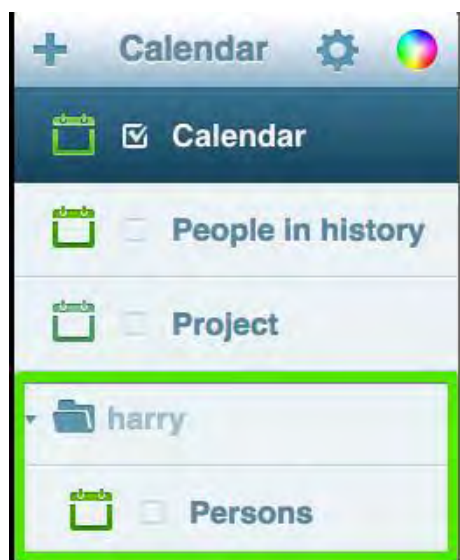 Calendar
Calendar
People in history
Project
harry
Persons